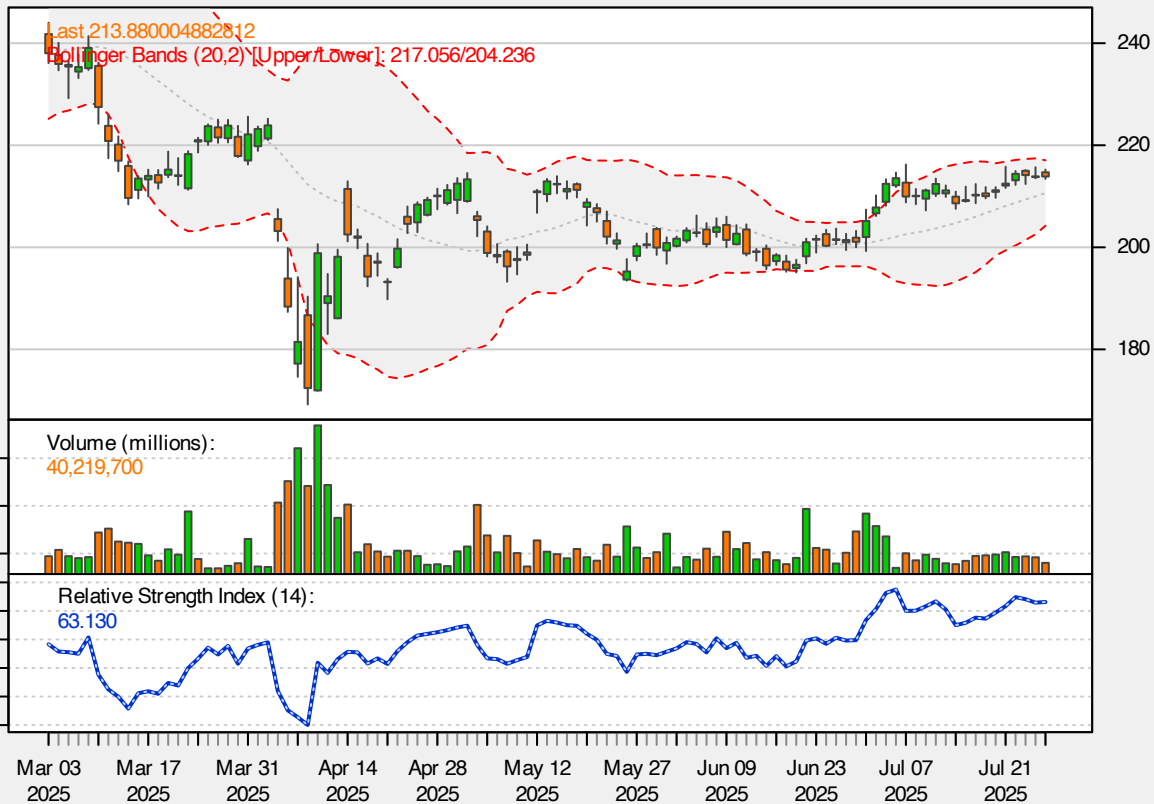 Last 213.880004882812
Bollinger Bands (20,2) [Upper/Lower]: 217.056/204.236
240
220
200
180
Volume (millions):
40,219,700
Relative Strength Index (14):
63.130
Mar 03 Mar 17 Mar 31 Apr 14 Apr 28 May 12 May 27 Jun 09 Jun 23 Jul 07 Jul 21
2025 2025 2025 2025 2025 2025 2025 2025 2025 2025 2025